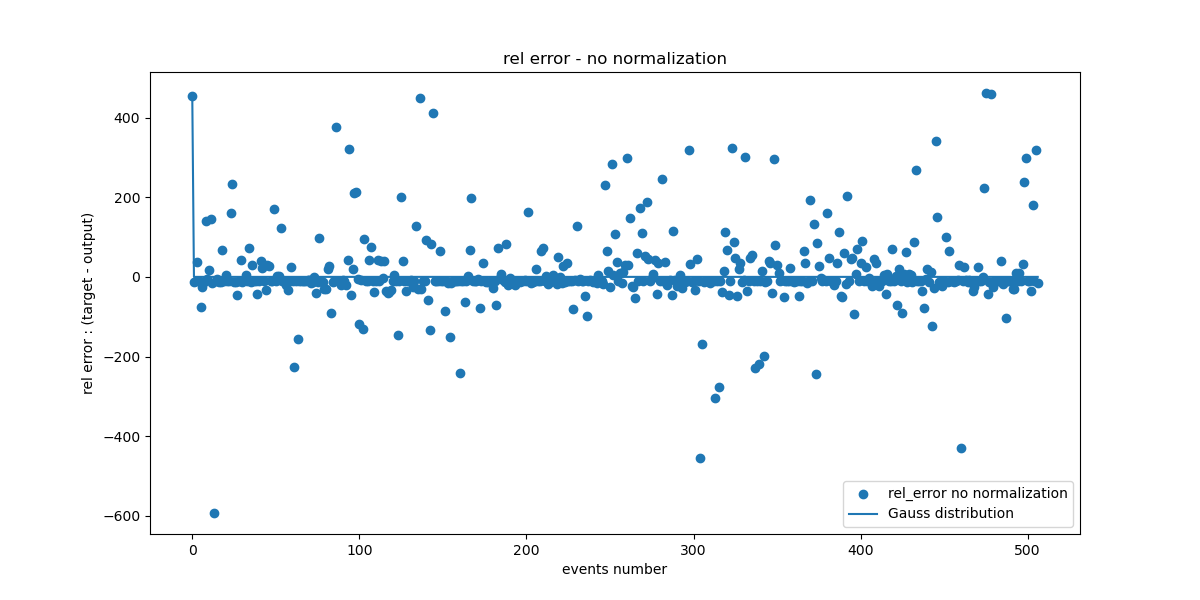 rel error - no normalization
rel error : (target - output)
400
200
0
−200
−400
−600
0 100 200 300 400 500
events number
rel_error no normalization
Gauss distribution